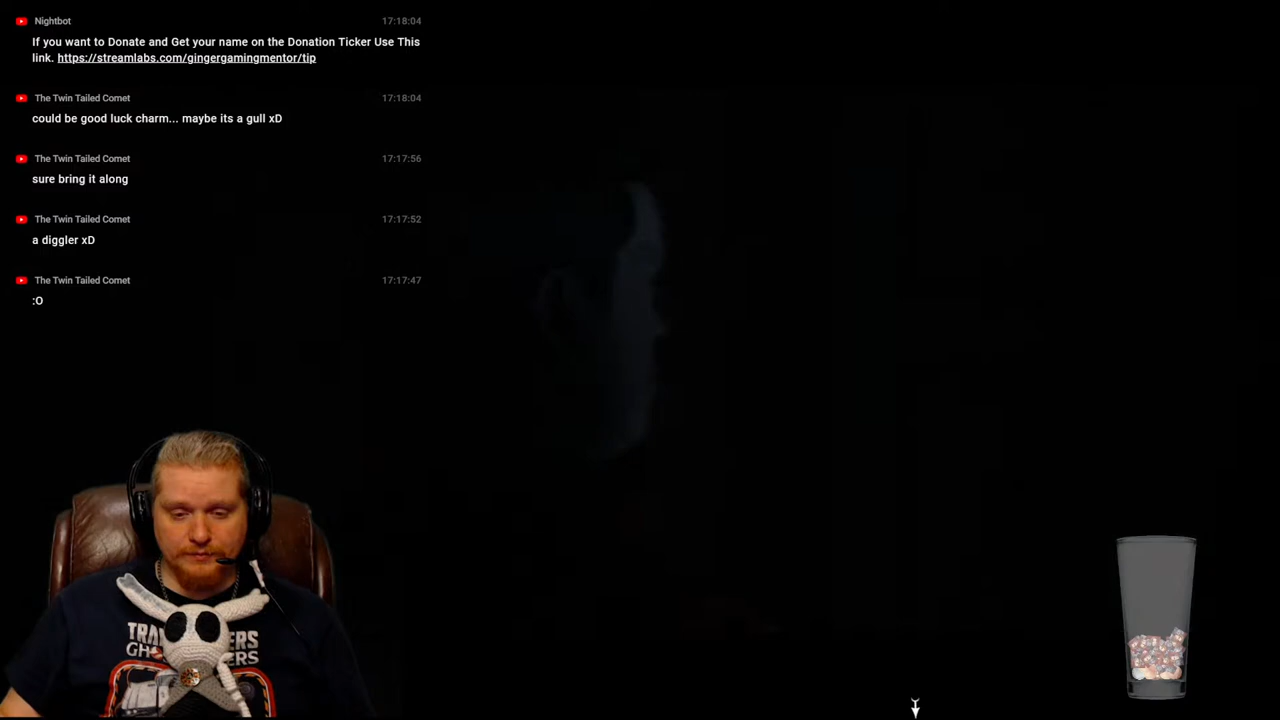 Nightbot 17:18:04
If you want to Donate and Get your name on the Donation Ticker Use This
link. https://streamlabs.com/gingergamingmentor/tip
The Twin Tailed Comet 17:18:04
could be good luck charm... maybe its a gull xD
The Twin Tailed Comet 17:17:56
sure bring it along
The Twin Tailed Comet 17:17:52
a diggler xD
The Twin Tailed Comet 17:17:47
:O